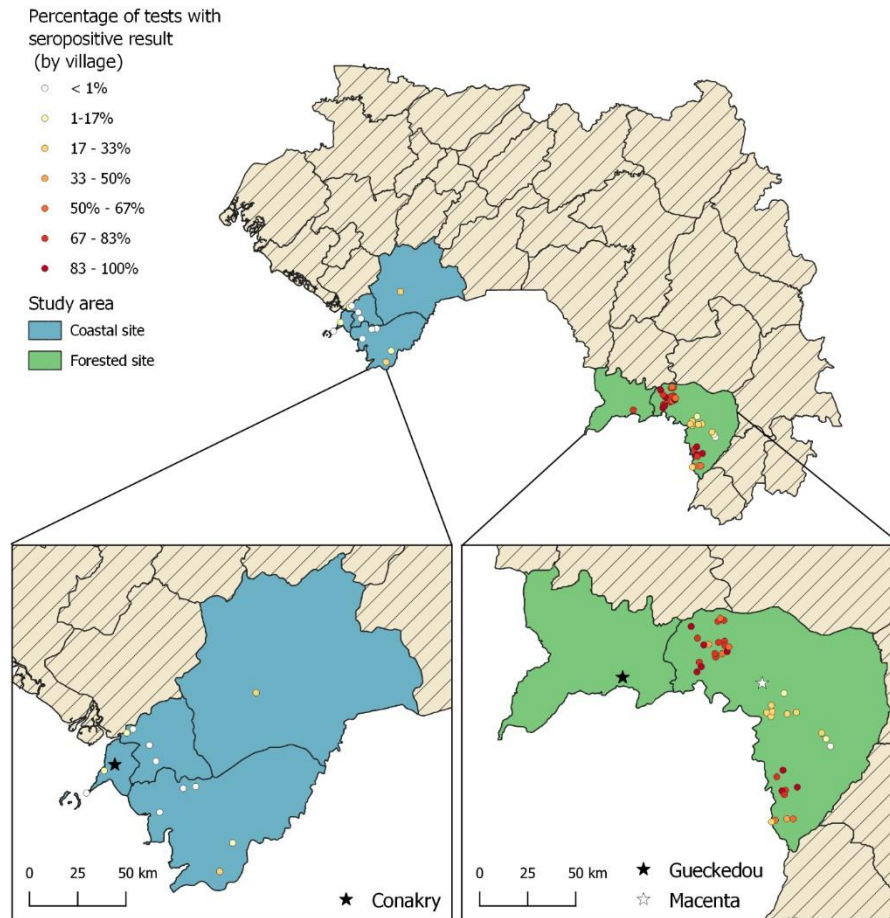 Percentage of tests with
seropositive result
(by village)
< 1%
1-17%
17 - 33%
33 - 50%
50% - 67%
67 - 83%
83 - 100%
Study area
Coastal site
Forested site
0 50 km
Conakry
0 25 50 km
Gueckedou
Macenta